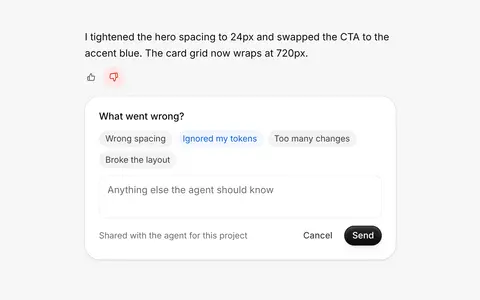 I tightened the hero spacing to 24px and swapped the CTA to the
accent blue. The card grid now wraps at 720px.
What went wrong?
Wrong spacing Ignored my tokens Too many changes
Broke the layout
Anything else the agent should know
Shared with the agent for this project Cancel Send